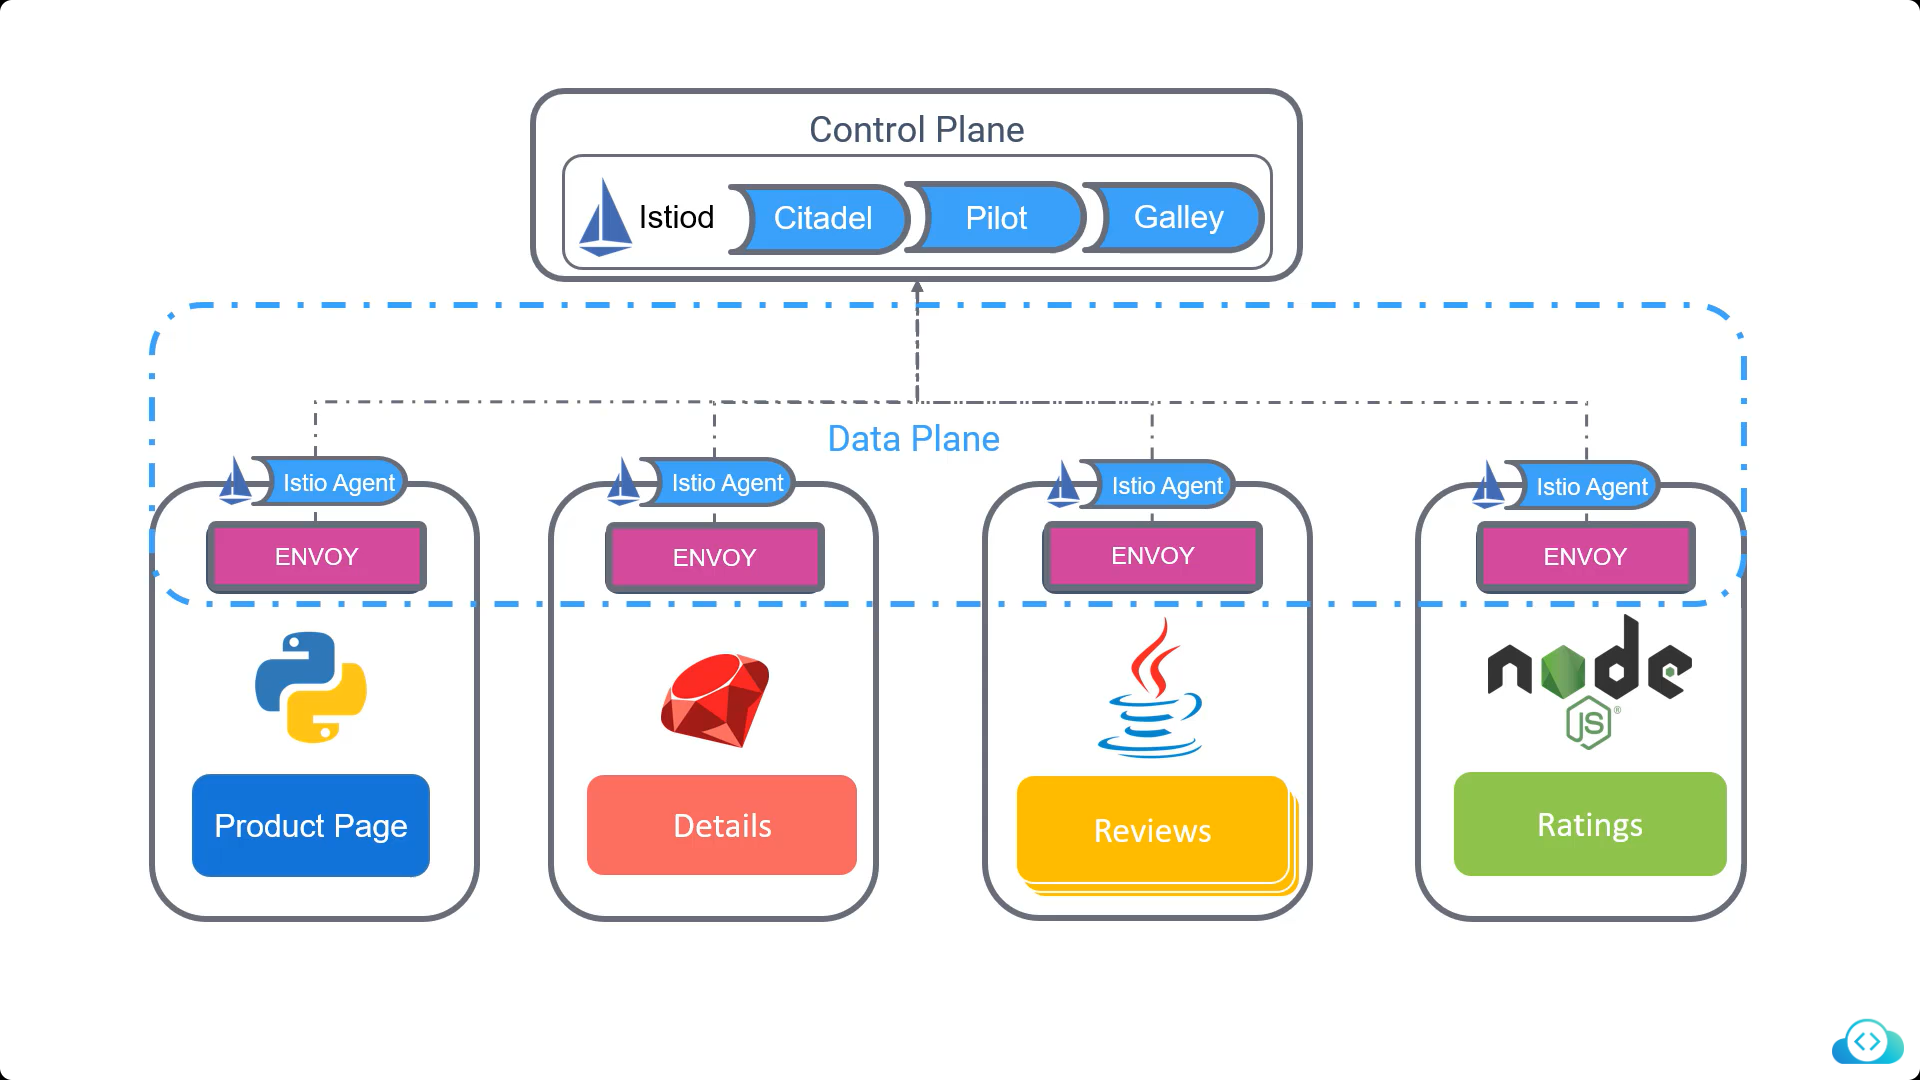 Control Plane
Istiod
Citadel
Pilot
Galley
Data Plane
Istio Agent
Istio Agent
Istio Agent
Istio Agent
ENVOY
ENVOY
ENVOY
ENVOY
node
JS®
Product Page
Details
Reviews
Ratings